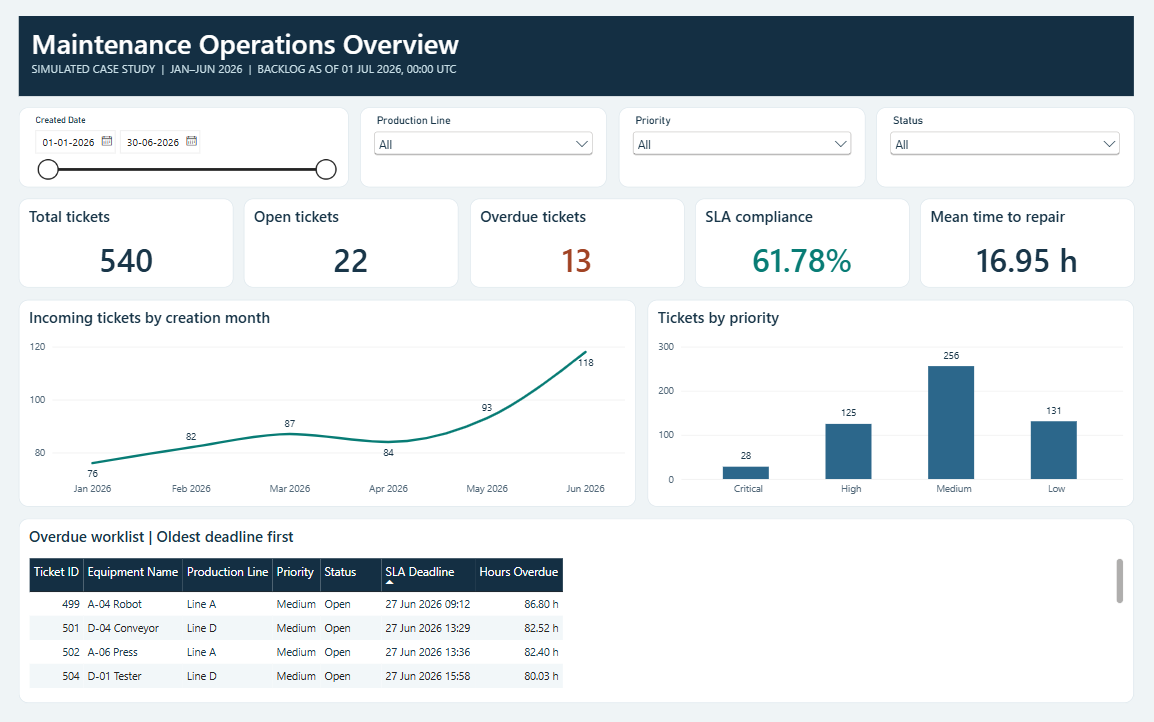 Maintenance Operations Overview
SIMULATED CASE STUDY | JAN–JUN 2026 | BACKLOG AS OF 01 JUL 2026, 00:00 UTC
Created Date
01-01-2026 30-06-2026
Production Line
All
Priority
All
Status
All
Total tickets
540
Open tickets
22
Overdue tickets
13
SLA compliance
61.78%
Mean time to repair
16.95 h
Incoming tickets by creation month
120
100
80
76
82
87
84
93
118
Jan 2026 Feb 2026 Mar 2026 Apr 2026 May 2026 Jun 2026
Tickets by priority
300
200
100
0
28
125
256
131
Critical High Medium Low
Overdue worklist | Oldest deadline first
Ticket ID Equipment Name Production Line Priority Status SLA Deadline Hours Overdue
499 A-04 Robot Line A Medium Open 27 Jun 2026 09:12 86.80 h
501 D-04 Conveyor Line D Medium Open 27 Jun 2026 13:29 82.52 h
502 A-06 Press Line A Medium Open 27 Jun 2026 13:36 82.40 h
504 D-01 Tester Line D Medium Open 27 Jun 2026 15:58 80.03 h